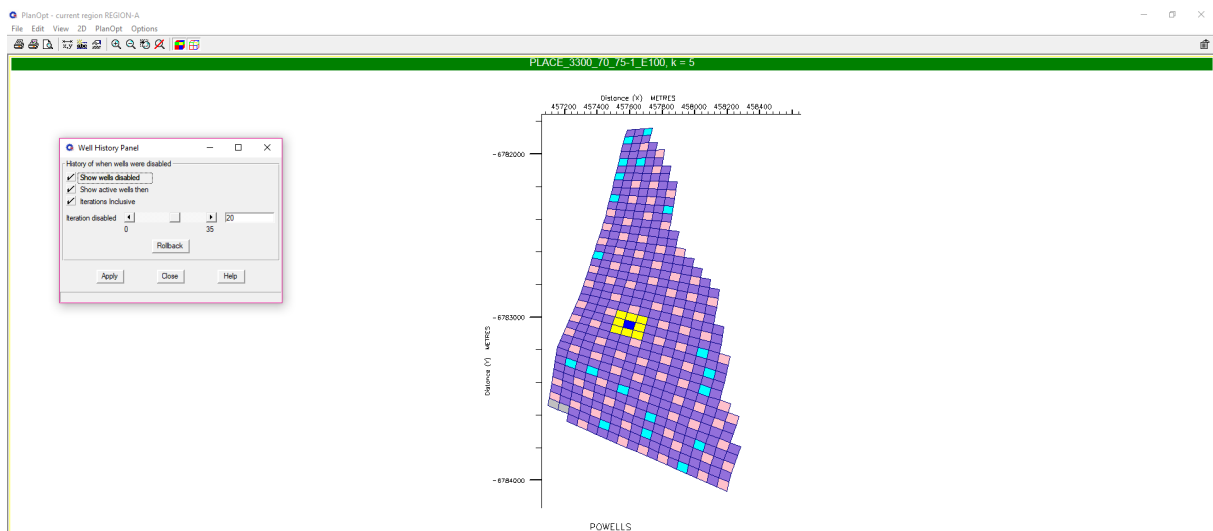 PlanOpt - current region REGION-A
File Edit View 2D PlanOpt Options
PLACE_3300_70_75-1_E100, k = 5
Distance (X) METRES
457200 457400 457600 457800 458000 458200 458400
Well History Panel
History of when wells were disabled
Show wells disabled
Show active wells then
Iterations Inclusive
Iteration disabled 20
0 35
Rollback
Apply Close Help
-6782000
-6783000
Distance (Y) METRES
-6784000
POWELLS